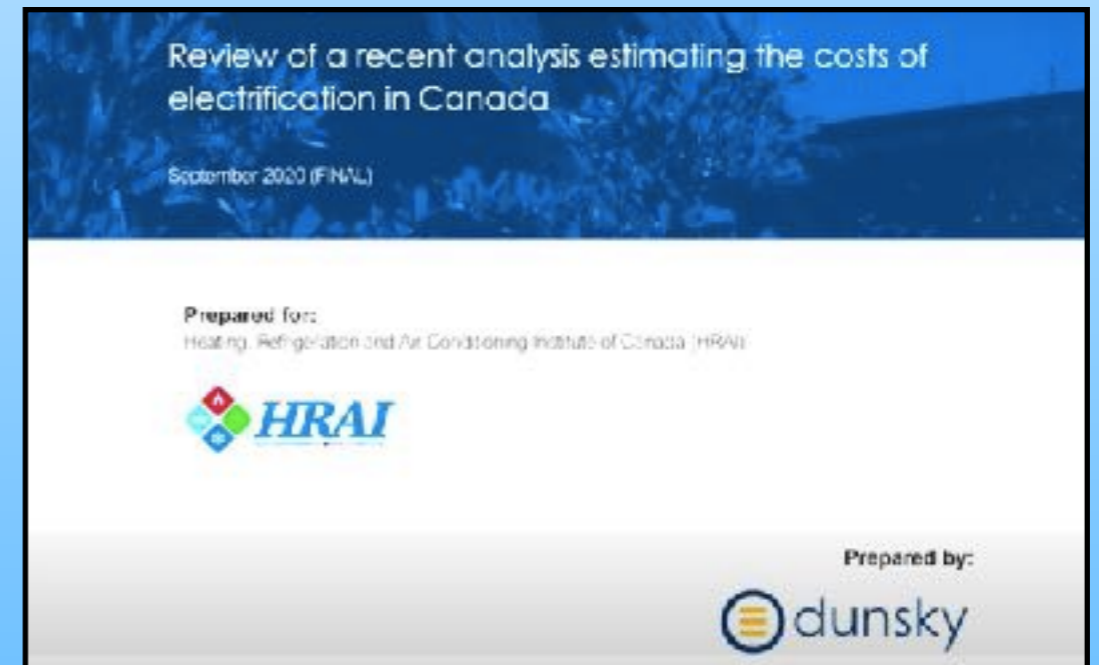 Review of a recent analysis estimating the costs of
electrification in Canada
September 2020 (FINAL)
Prepared for:
Heating, Refrigeration and Air Conditioning Institute of Canada (HRAI)
HRAI
Prepared by:
dunsky